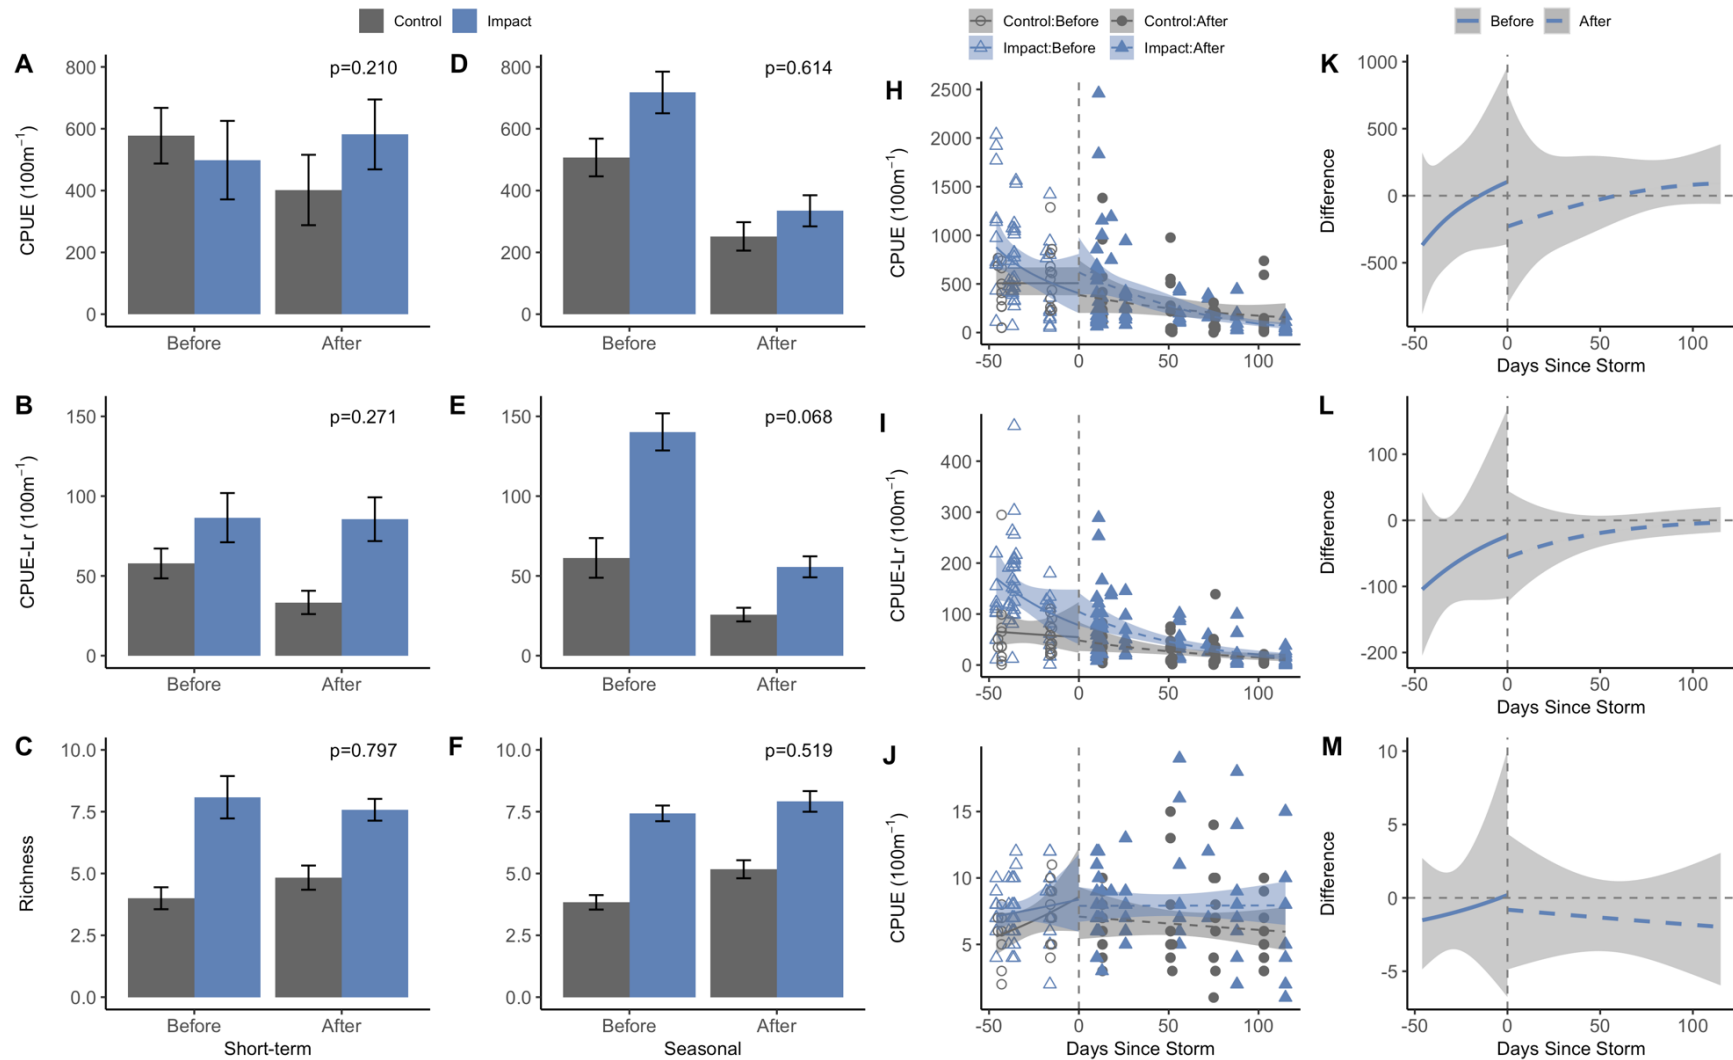 Control Impact
Control:Before Control:After
Impact:Before Impact:After
Before After
A
p=0.210
CPUE (100m⁻¹)
800
600
400
200
0
Before After
D
p=0.614
800
600
400
200
0
Before After
H
CPUE (100m⁻¹)
2500
2000
1500
1000
500
0
-50 0 50 100
K
Difference
1000
500
0
-500
-50 0 50 100
Days Since Storm
B
p=0.271
CPUE-Lr (100m⁻¹)
150
100
50
0
Before After
E
p=0.068
150
100
50
0
Before After
I
CPUE-Lr (100m⁻¹)
400
300
200
100
0
-50 0 50 100
L
Difference
100
0
-100
-200
-50 0 50 100
Days Since Storm
C
p=0.797
Richness
10.0
7.5
5.0
2.5
0.0
Before After
Short-term
F
p=0.519
10.0
7.5
5.0
2.5
0.0
Before After
Seasonal
J
CPUE (100m⁻¹)
15
10
5
-50 0 50 100
Days Since Storm
M
Difference
10
5
0
-5
-50 0 50 100
Days Since Storm